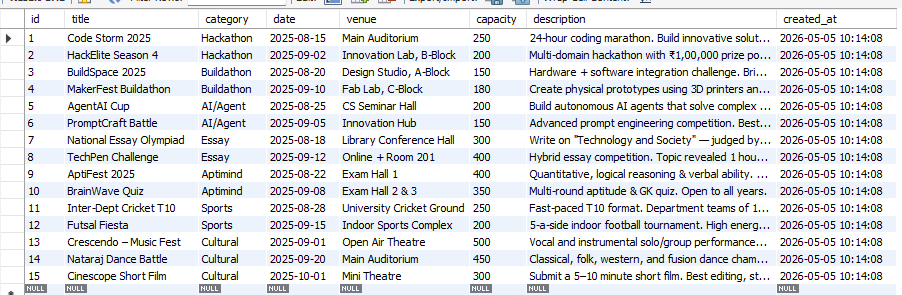 id title category date venue capacity description created_at
1 Code Storm 2025 Hackathon 2025-08-15 Main Auditorium 250 24-hour coding marathon. Build innovative solut... 2026-05-05 10:14:08
2 HackElite Season 4 Hackathon 2025-09-02 Innovation Lab, B-Block 200 Multi-domain hackathon with ₹1,00,000 prize po... 2026-05-05 10:14:08
3 BuildSpace 2025 Buildathon 2025-08-20 Design Studio, A-Block 150 Hardware + software integration challenge. Bri... 2026-05-05 10:14:08
4 MakerFest Buildathon Buildathon 2025-09-10 Fab Lab, C-Block 180 Create physical prototypes using 3D printers an... 2026-05-05 10:14:08
5 AgentAI Cup AI/Agent 2025-08-25 CS Seminar Hall 200 Build autonomous AI agents that solve complex ... 2026-05-05 10:14:08
6 PromptCraft Battle AI/Agent 2025-09-05 Innovation Hub 150 Advanced prompt engineering competition. Best... 2026-05-05 10:14:08
7 National Essay Olympiad Essay 2025-08-18 Library Conference Hall 300 Write on "Technology and Society" — judged by... 2026-05-05 10:14:08
8 TechPen Challenge Essay 2025-09-12 Online + Room 201 400 Hybrid essay competition. Topic revealed 1 hou... 2026-05-05 10:14:08
9 AptiFest 2025 Aptimind 2025-08-22 Exam Hall 1 400 Quantitative, logical reasoning & verbal ability. ... 2026-05-05 10:14:08
10 BrainWave Quiz Aptimind 2025-09-08 Exam Hall 2 & 3 350 Multi-round aptitude & GK quiz. Open to all years. 2026-05-05 10:14:08
11 Inter-Dept Cricket T10 Sports 2025-08-28 University Cricket Ground 250 Fast-paced T10 format. Department teams of 1... 2026-05-05 10:14:08
12 Futsal Fiesta Sports 2025-09-15 Indoor Sports Complex 200 5-a-side indoor football tournament. High energ... 2026-05-05 10:14:08
13 Crescendo – Music Fest Cultural 2025-09-01 Open Air Theatre 500 Vocal and instrumental solo/group performance... 2026-05-05 10:14:08
14 Nataraj Dance Battle Cultural 2025-09-20 Main Auditorium 450 Classical, folk, western, and fusion dance cham... 2026-05-05 10:14:08
15 Cinescope Short Film Cultural 2025-10-01 Mini Theatre 300 Submit a 5–10 minute short film. Best editing, st... 2026-05-05 10:14:08
NULL NULL NULL NULL NULL NULL NULL NULL